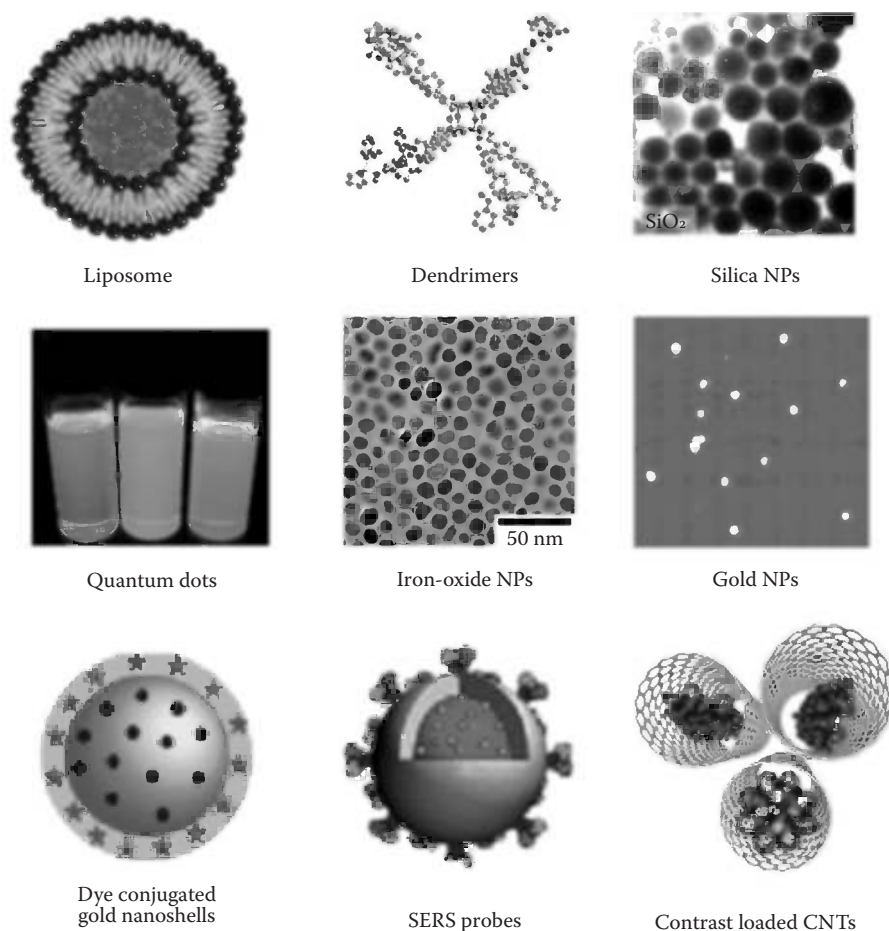 Liposome
Dendrimers
SiO₂
Silica NPs
Quantum dots
50 nm
Iron-oxide NPs
Gold NPs
Dye conjugated
gold nanoshells
SERS probes
Contrast loaded CNTs